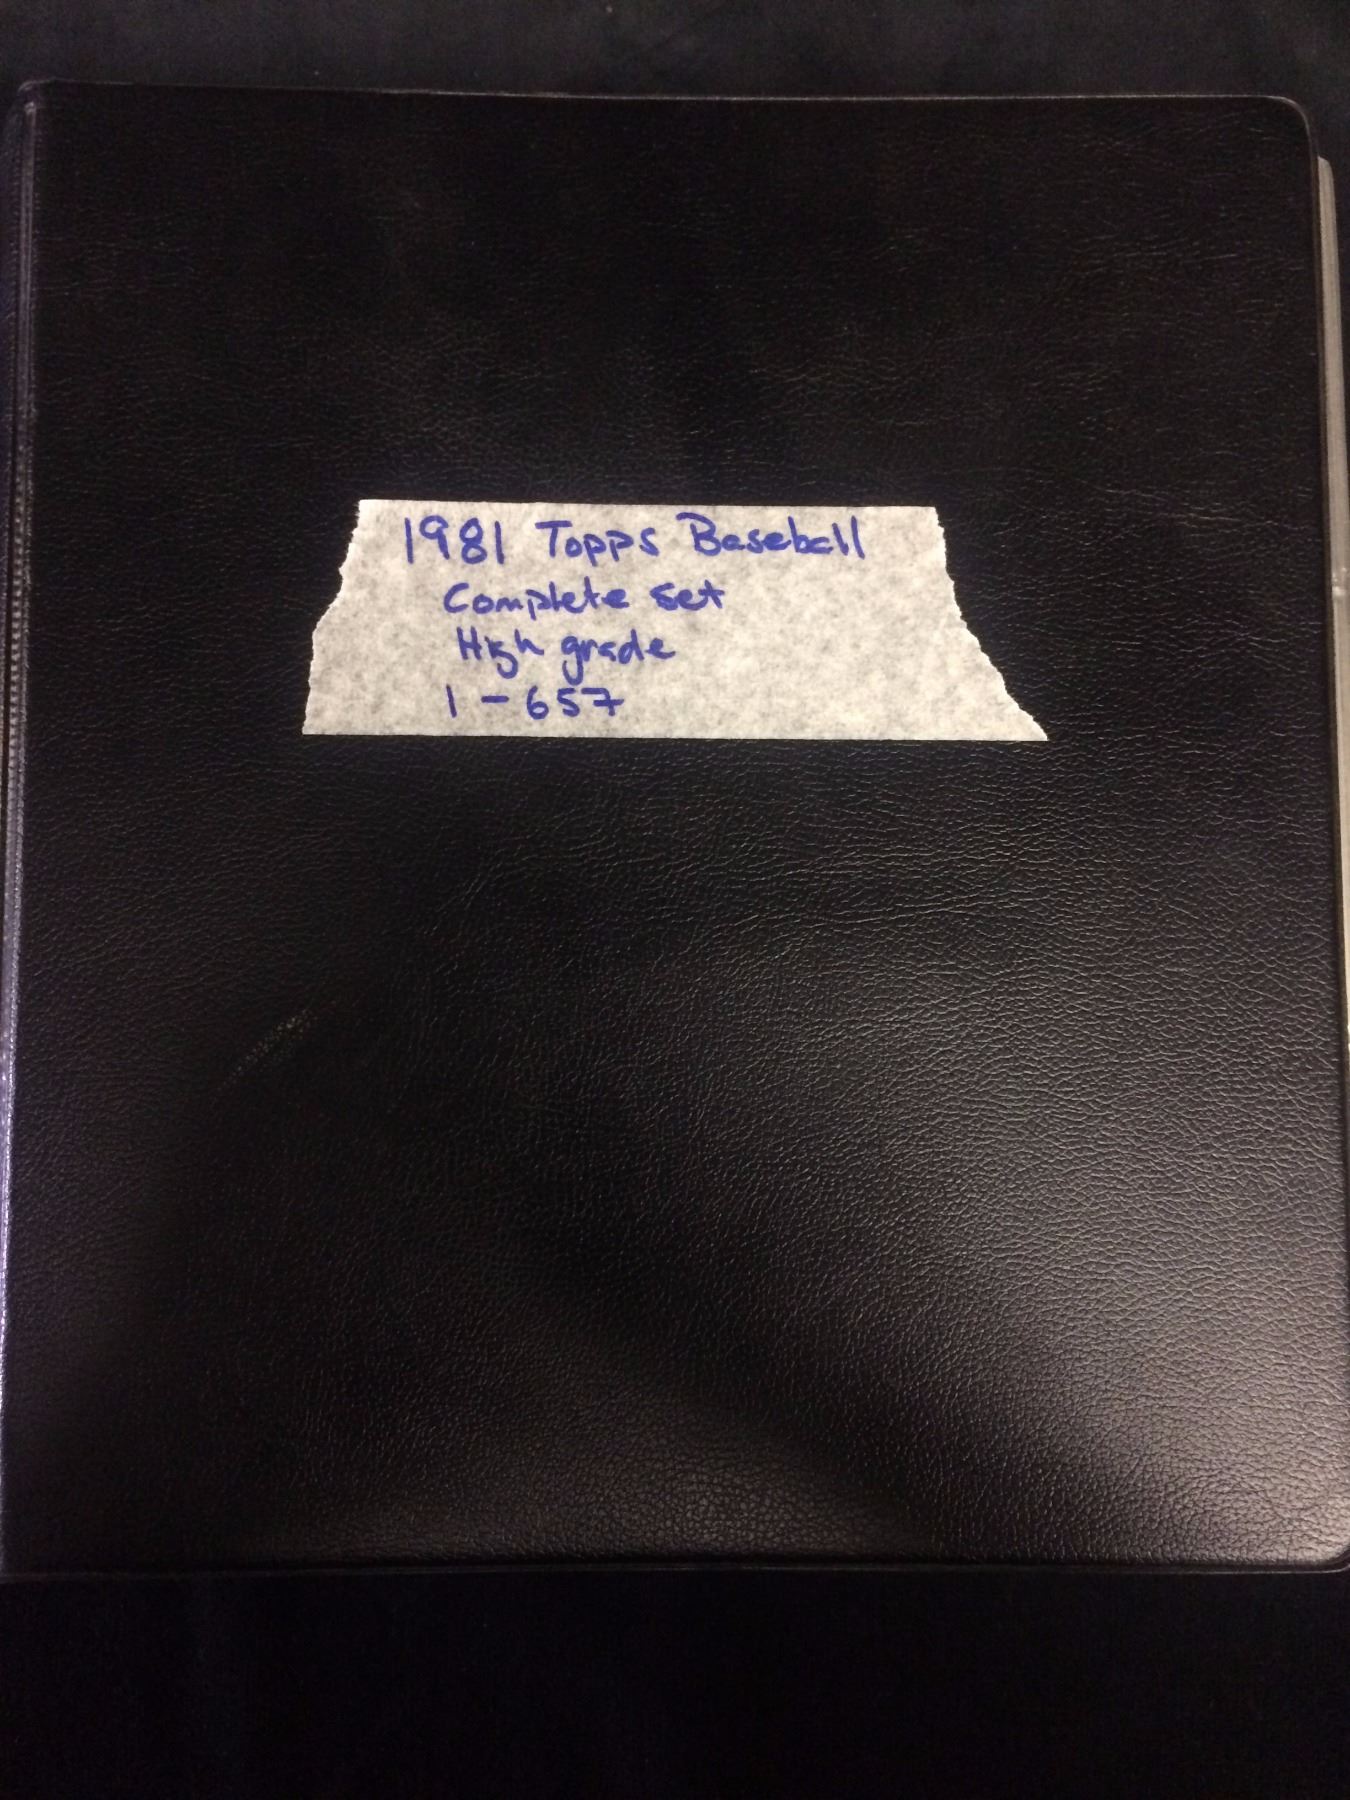 1981 Topps Baseball
Complete set
High grade
1-657